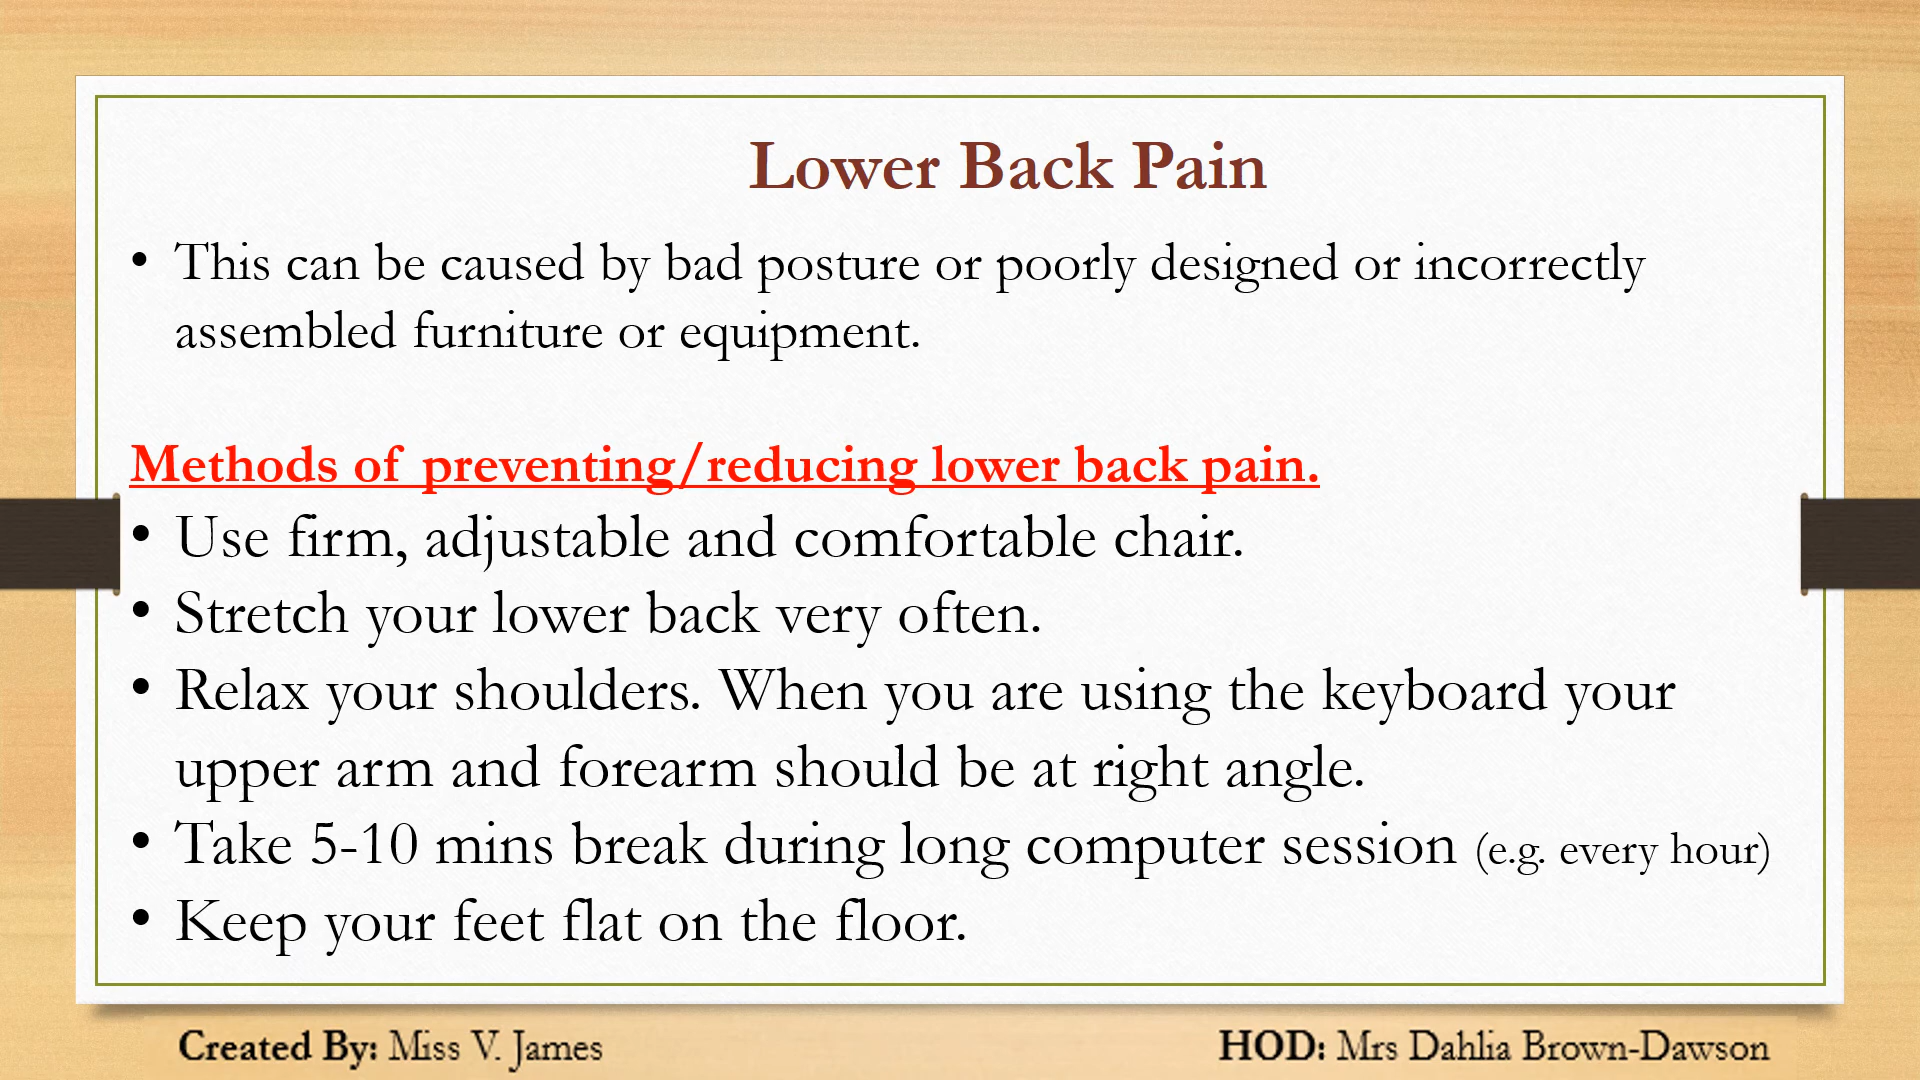 Lower Back Pain
• This can be caused by bad posture or poorly designed or incorrectly
assembled furniture or equipment.
Methods of preventing/reducing lower back pain.
• Use firm, adjustable and comfortable chair.
• Stretch your lower back very often.
• Relax your shoulders. When you are using the keyboard your
upper arm and forearm should be at right angle.
• Take 5-10 mins break during long computer session (e.g. every hour)
• Keep your feet flat on the floor.
Created By: Miss V. James
HOD: Mrs Dahlia Brown-Dawson